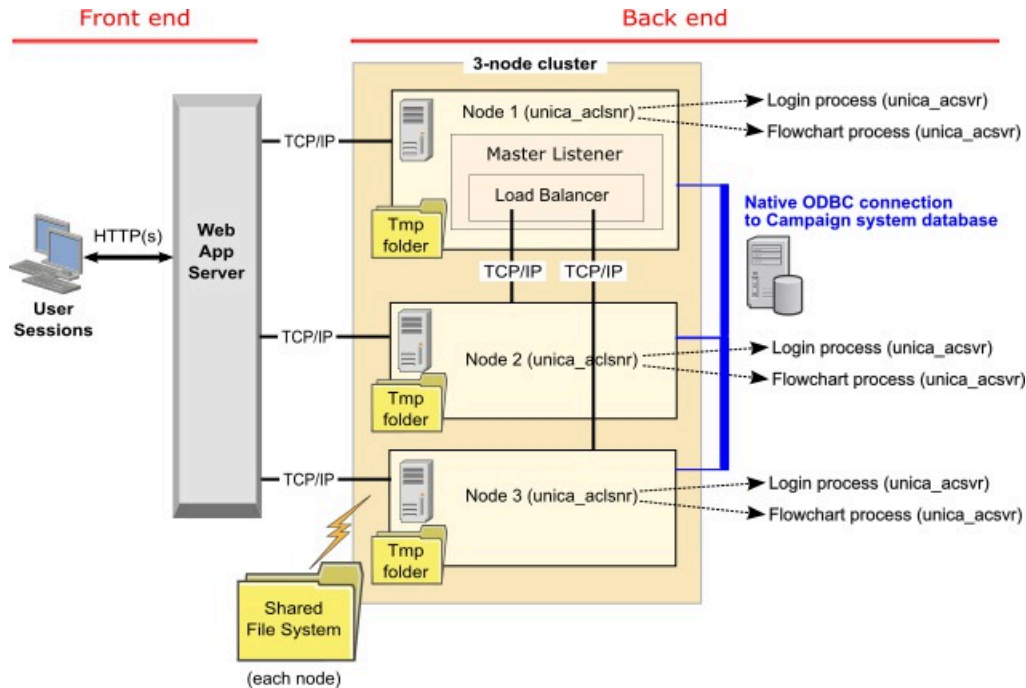 Front end
Back end
3-node cluster
Node 1 (unica_aclsnr)
Login process (unica_acsvr)
Flowchart process (unica_acsvr)
TCP/IP
Master Listener
Load Balancer
Tmp
folder
Native ODBC connection
to Campaign system database
HTTP(s)
Web
App
Server
TCP/IP
TCP/IP
User
Sessions
TCP/IP
Node 2 (unica_aclsnr)
Login process (unica_acsvr)
Flowchart process (unica_acsvr)
Tmp
folder
TCP/IP
Node 3 (unica_aclsnr)
Login process (unica_acsvr)
Flowchart process (unica_acsvr)
Tmp
folder
Shared
File System
(each node)